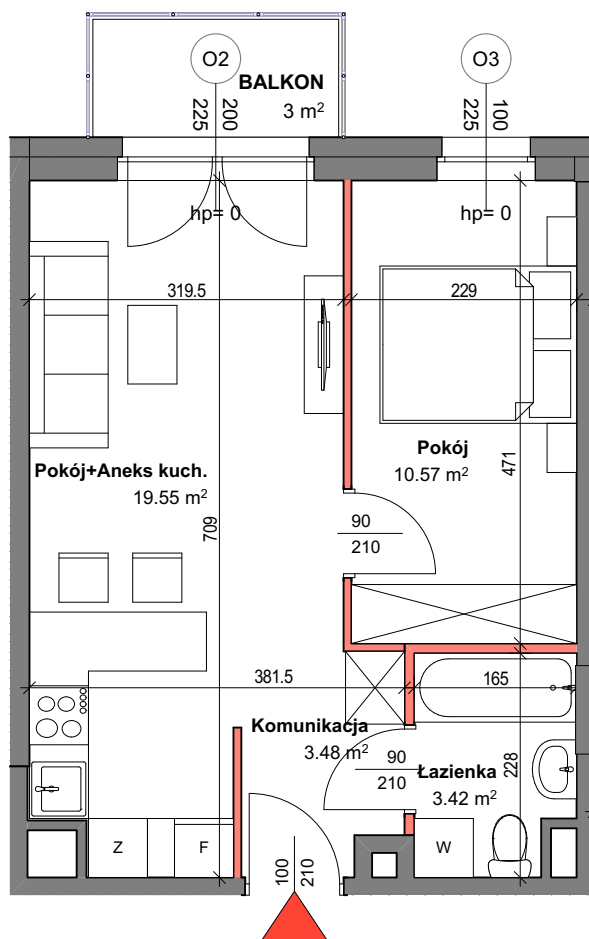 O2
O3
BALKON
3 m²
200
225
100
225
hp= 0
hp= 0
319.5
229
Pokój
10.57 m²
471
Pokój+Aneks kuch.
19.55 m²
709
90
210
381.5
165
Komunikacja
3.48 m²
90
210
Łazienka
3.42 m²
228
Z
F
W
100
210